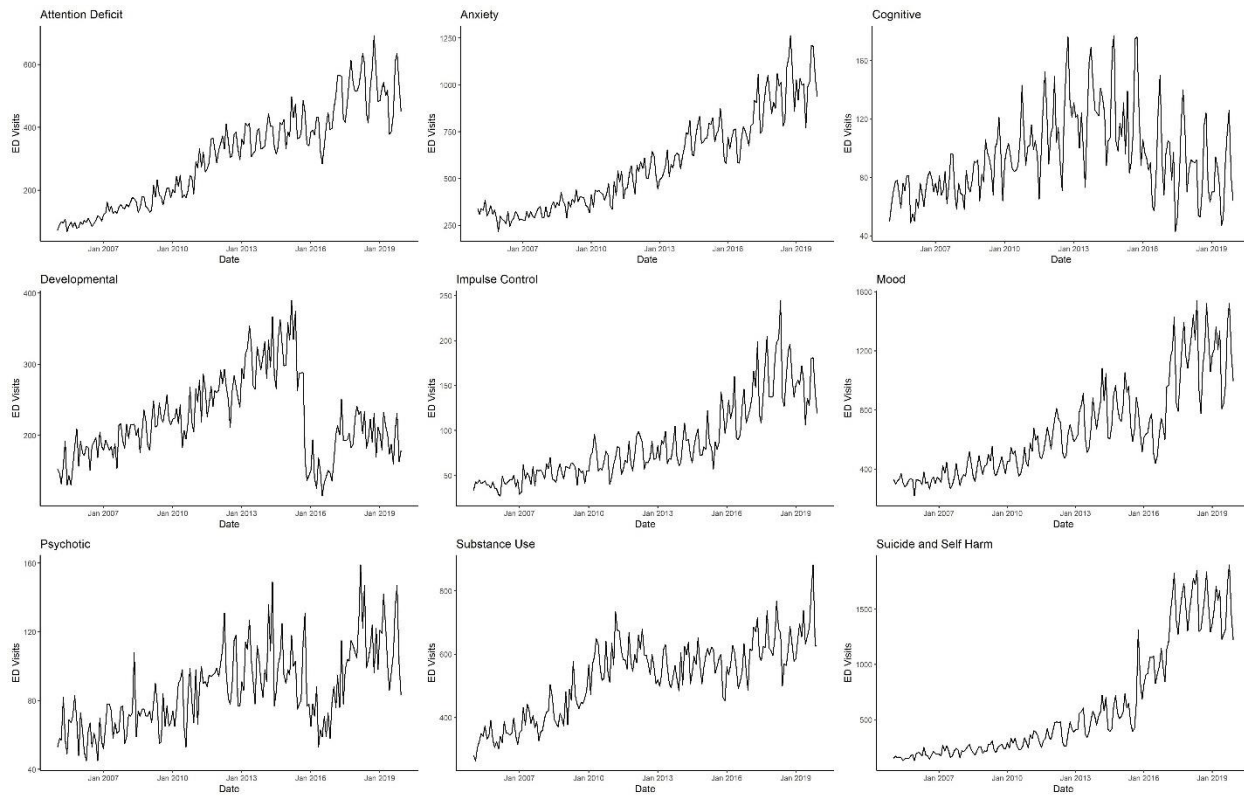 Attention Deficit
600
400
200
ED Visits
Jan 2007
Jan 2010
Jan 2013
Jan 2016
Jan 2019
Date
Anxiety
1250
1000
750
500
250
ED Visits
Jan 2007
Jan 2010
Jan 2013
Jan 2016
Jan 2019
Date
Cognitive
160
120
80
40
ED Visits
Jan 2007
Jan 2010
Jan 2013
Jan 2016
Jan 2019
Date
Developmental
400
300
200
ED Visits
Jan 2007
Jan 2010
Jan 2013
Jan 2016
Jan 2019
Date
Impulse Control
250
200
150
100
50
ED Visits
Jan 2007
Jan 2010
Jan 2013
Jan 2016
Jan 2019
Date
Mood
1600
1200
800
400
ED Visits
Jan 2007
Jan 2010
Jan 2013
Jan 2016
Jan 2019
Date
Psychotic
160
120
80
40
ED Visits
Jan 2007
Jan 2010
Jan 2013
Jan 2016
Jan 2019
Date
Substance Use
800
600
400
ED Visits
Jan 2007
Jan 2010
Jan 2013
Jan 2016
Jan 2019
Date
Suicide and Self Harm
1500
1000
500
ED Visits
Jan 2007
Jan 2010
Jan 2013
Jan 2016
Jan 2019
Date